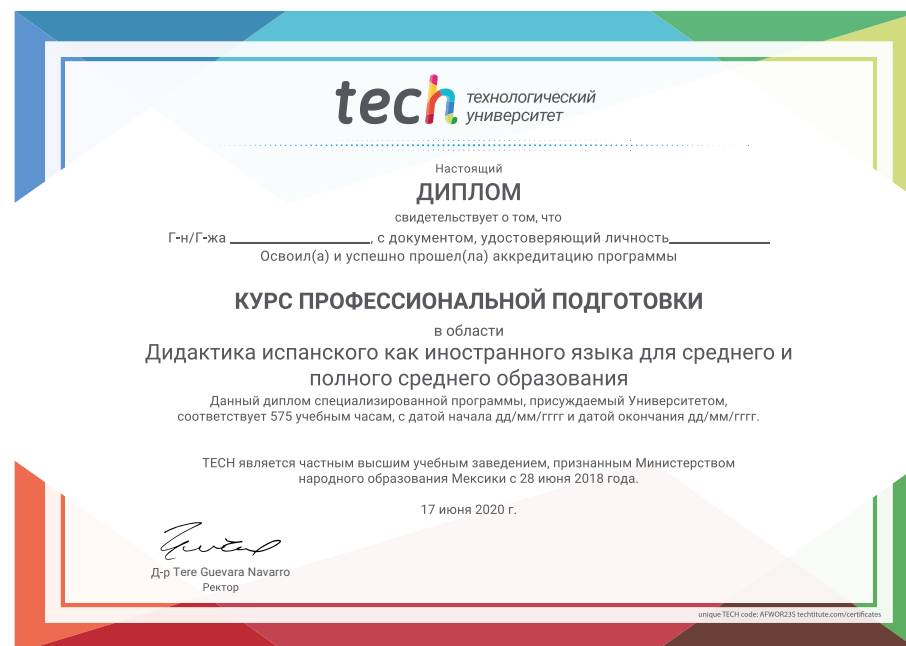 tech технологический
университет
Настоящий
ДИПЛОМ
свидетельствует о том, что
Г-н/Г-жа ____________________, с документом, удостоверяющий личность______________
Освоил(а) и успешно прошел(ла) аккредитацию программы
КУРС ПРОФЕССИОНАЛЬНОЙ ПОДГОТОВКИ
в области
Дидактика испанского как иностранного языка для среднего и
полного среднего образования
Данный диплом специализированной программы, присуждаемый Университетом,
соответствует 575 учебным часам, с датой начала дд/мм/гггг и датой окончания дд/мм/гггг.
TECH является частным высшим учебным заведением, признанным Министерством
народного образования Мексики с 28 июня 2018 года.
17 июня 2020 г.
Д-р Tere Guevara Navarro
Ректор
unique TECH code: AFWOR23S techtitute.com/certificates